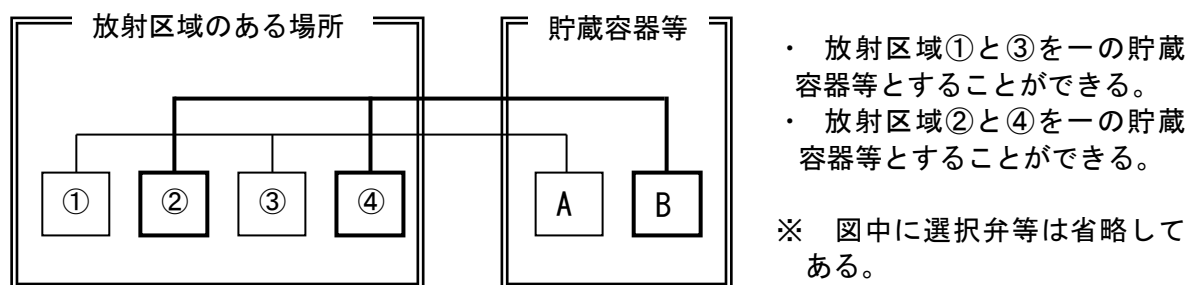 放射区域のある場所
貯蔵容器等
① ② ③ ④
A B
・ 放射区域①と③を一の貯蔵
容器等とすることができる。
・ 放射区域②と④を一の貯蔵
容器等とすることができる。
※ 図中に選択弁等は省略して
ある。